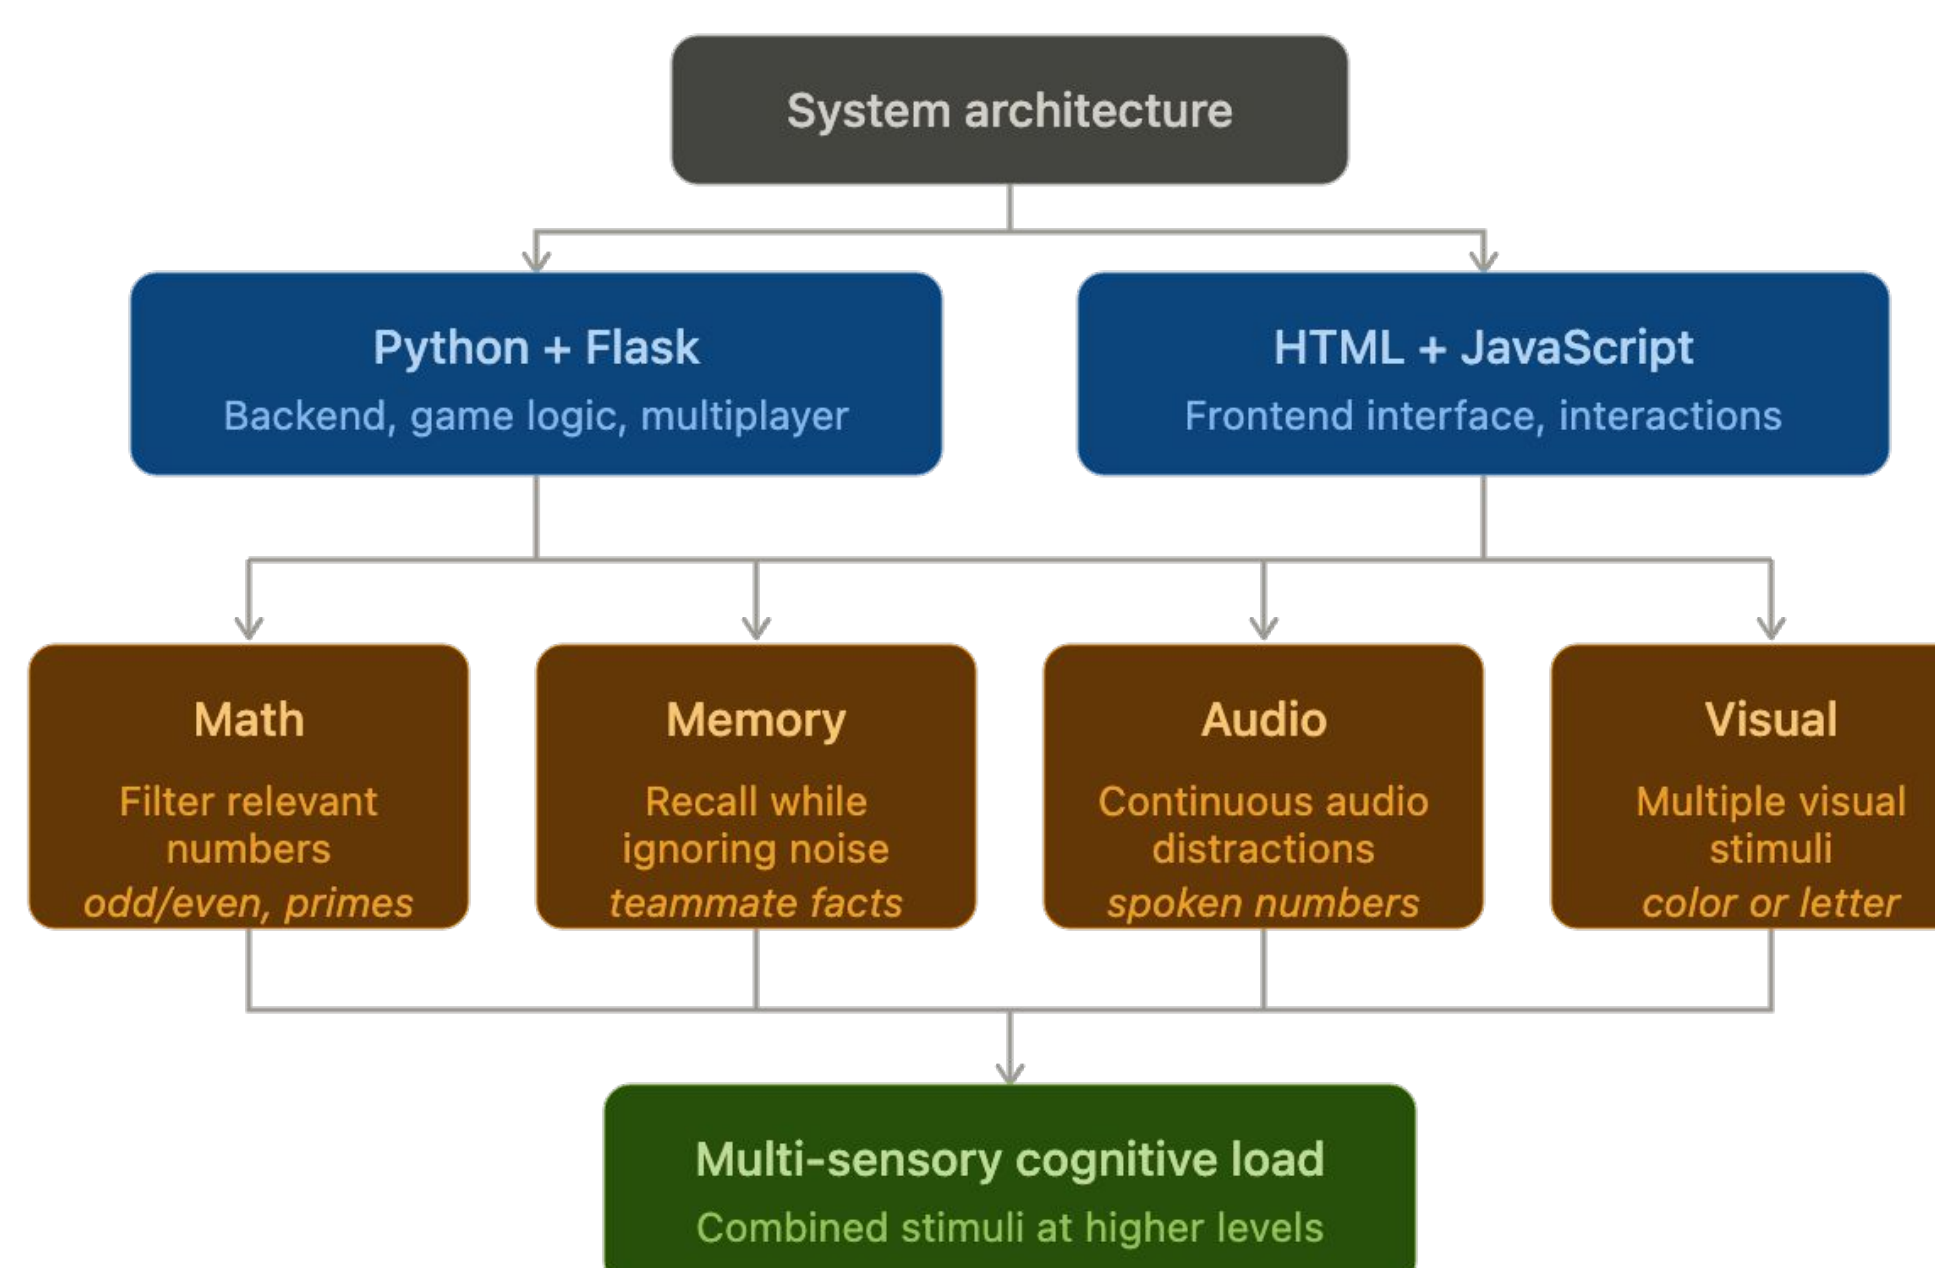 System architecture
Python + Flask
Backend, game logic, multiplayer
HTML + JavaScript
Frontend interface, interactions
Math
Filter relevant
numbers
odd/even, primes
Memory
Recall while
ignoring noise
teammate facts
Audio
Continuous audio
distractions
spoken numbers
Visual
Multiple visual
stimuli
color or letter
Multi-sensory cognitive load
Combined stimuli at higher levels